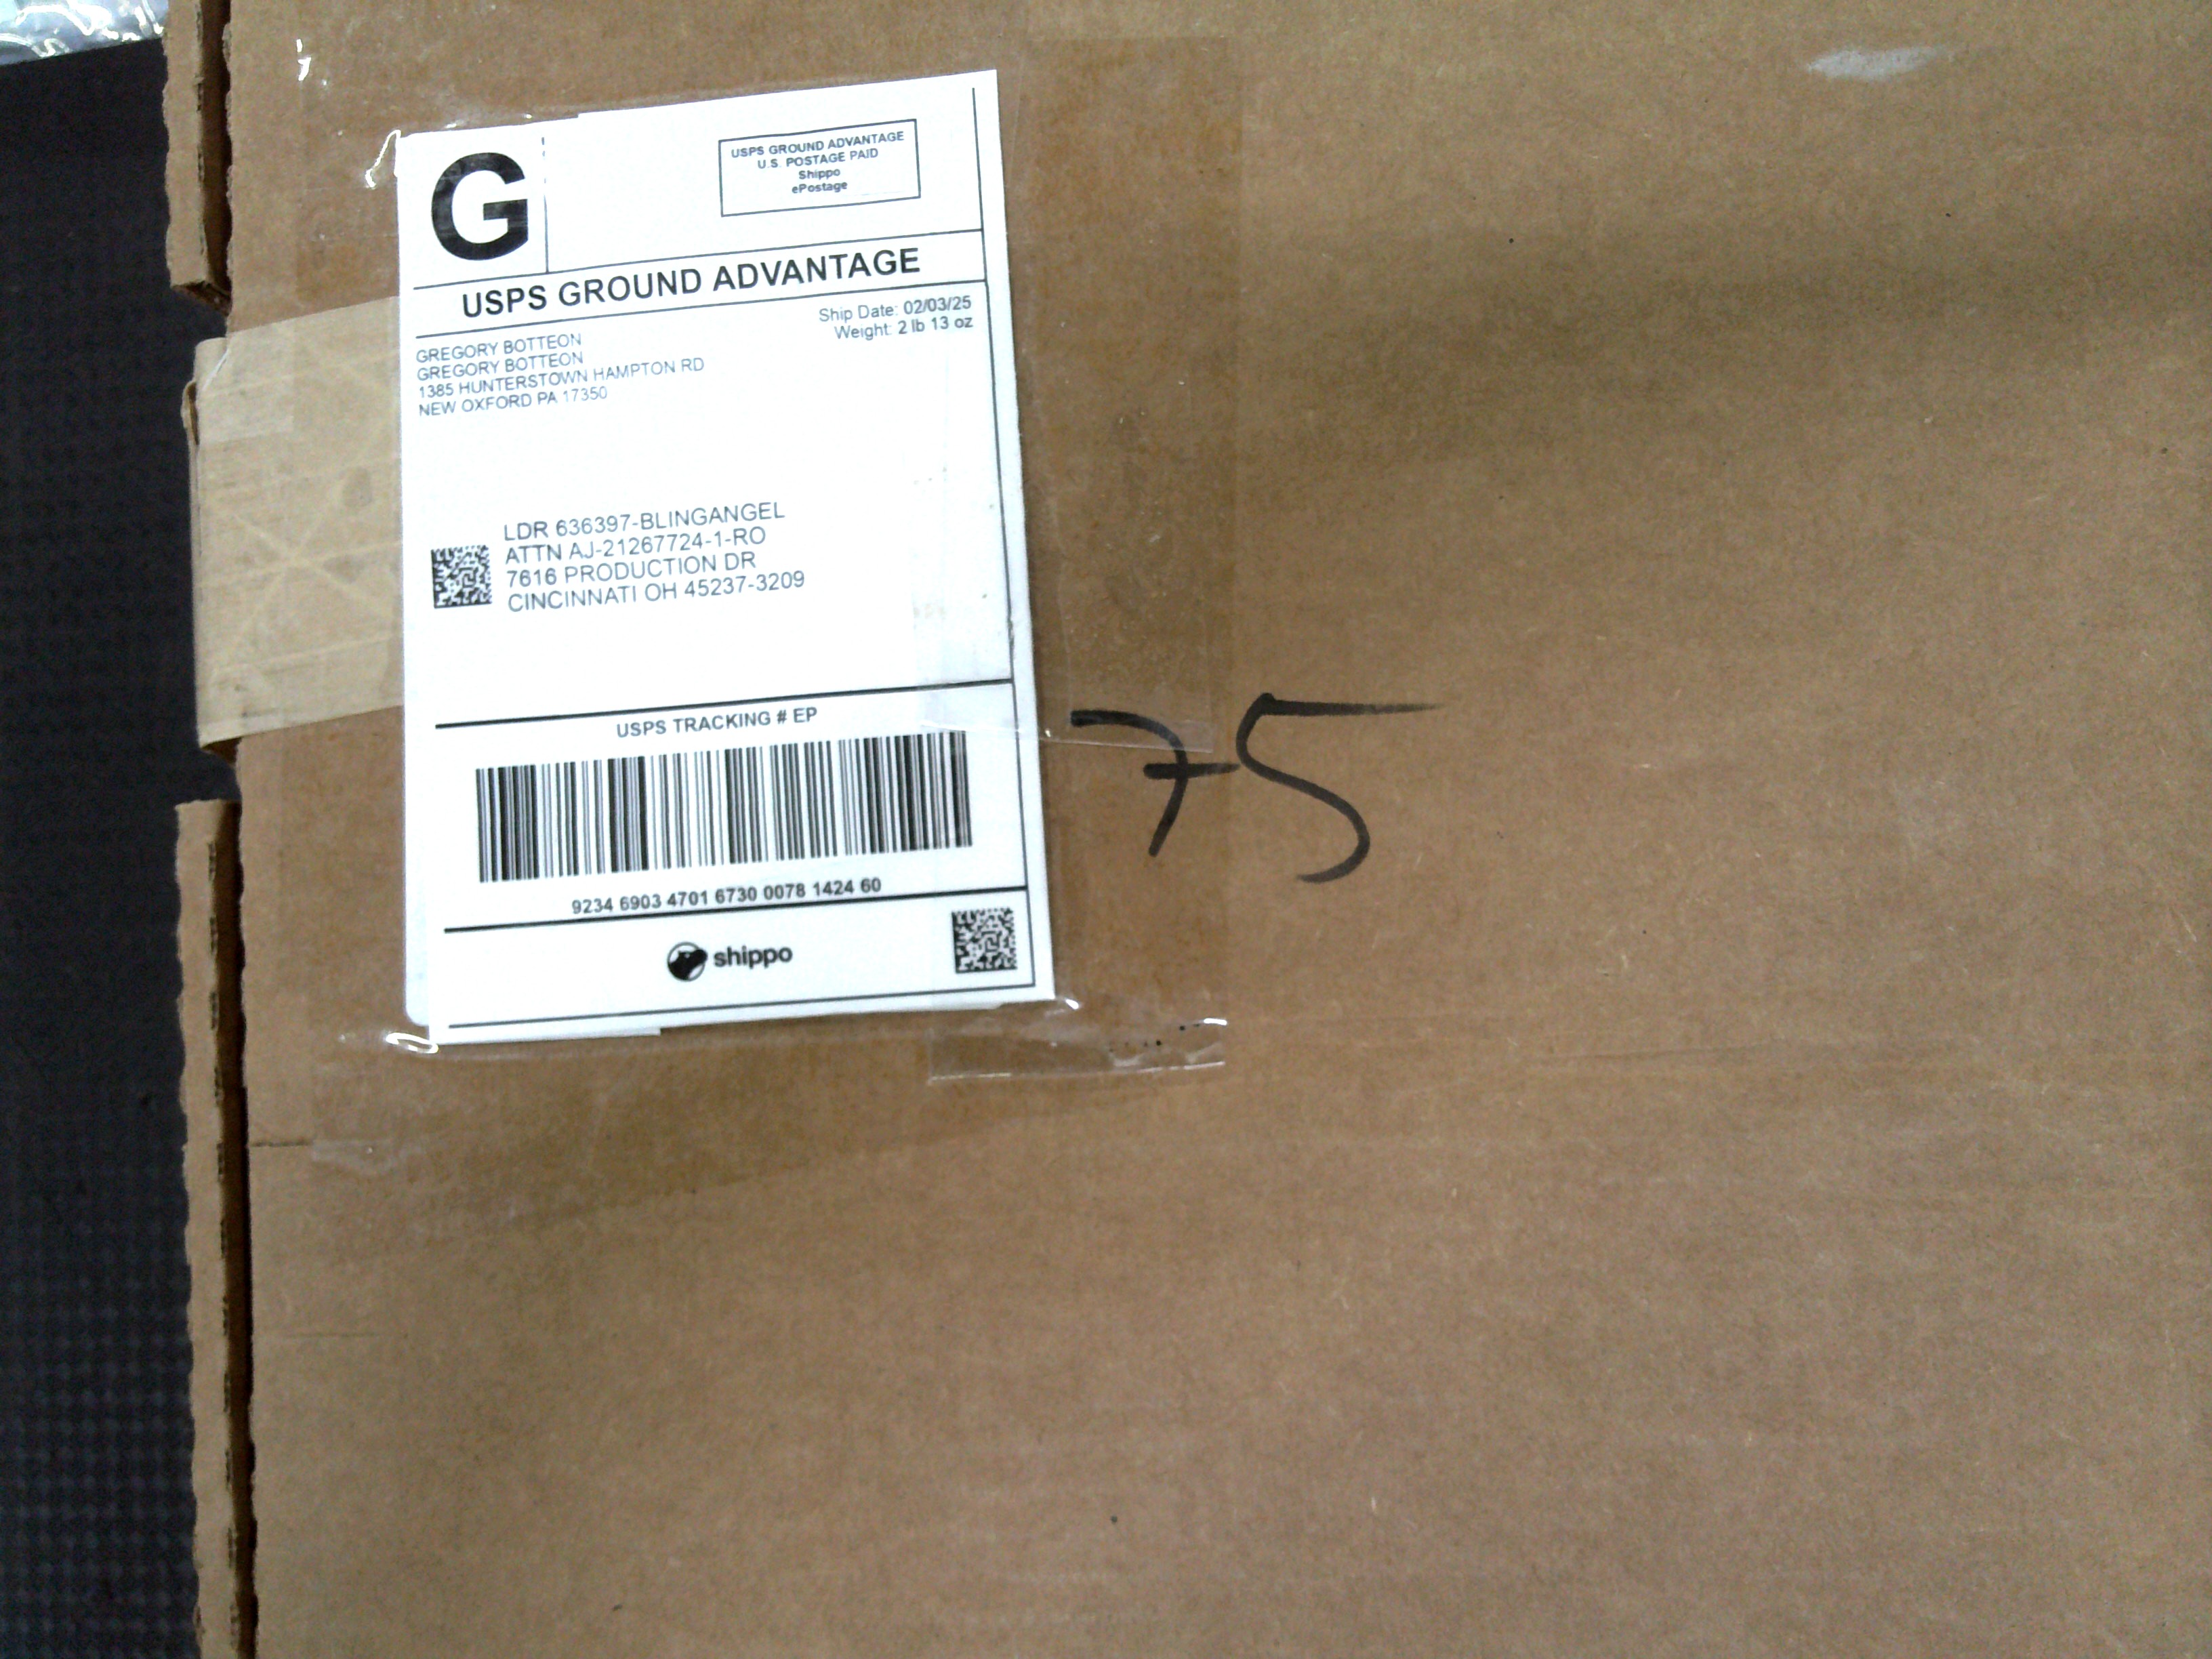 G
USPS GROUND ADVANTAGE
U.S. POSTAGE PAID
Shippo
ePostage
USPS GROUND ADVANTAGE
Ship Date: 02/03/25
Weight: 2 lb 13 oz
GREGORY BOTTEON
GREGORY BOTTEON
1385 HUNTERSTOWN HAMPTON RD
NEW OXFORD PA 17350
LDR 636397-BLINGANGEL
ATTN AJ-21267724-1-RO
7616 PRODUCTION DR
CINCINNATI OH 45237-3209
USPS TRACKING # EP
9234 6903 4701 6730 0078 1424 60
shippo
75